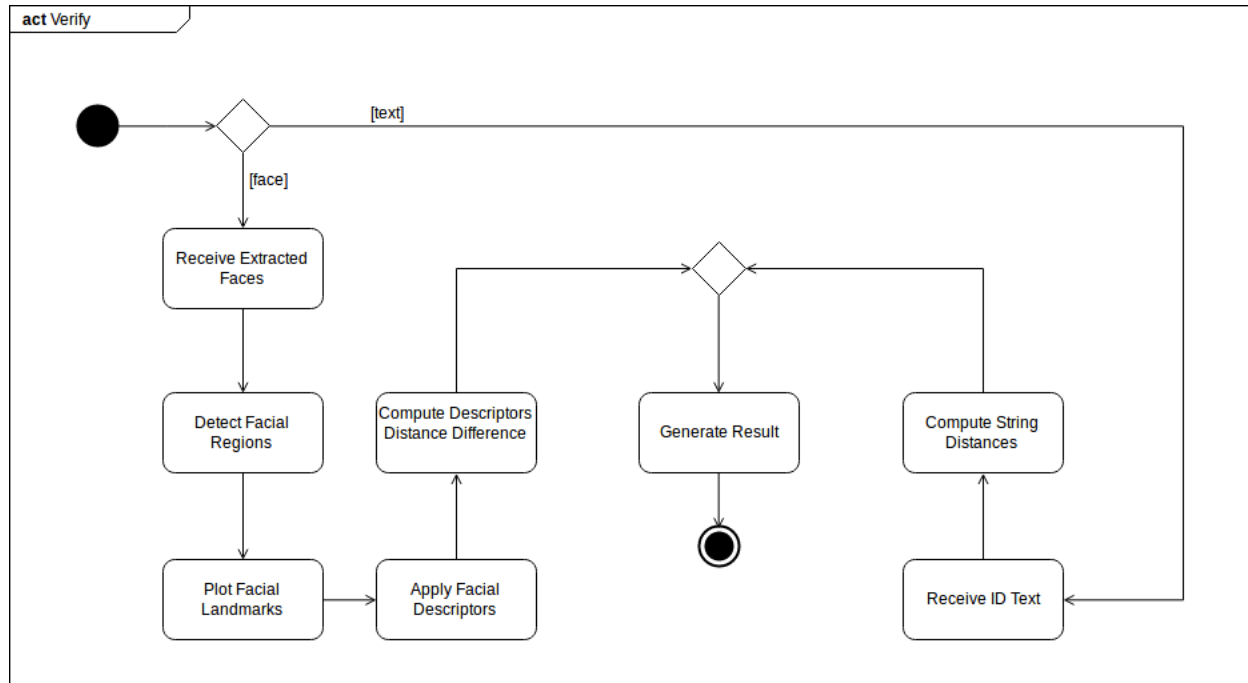 act Verify
[text]
[face]
Receive Extracted
Faces
Detect Facial
Regions
Compute Descriptors
Distance Difference
Generate Result
Compute String
Distances
Plot Facial
Landmarks
Apply Facial
Descriptors
Receive ID Text